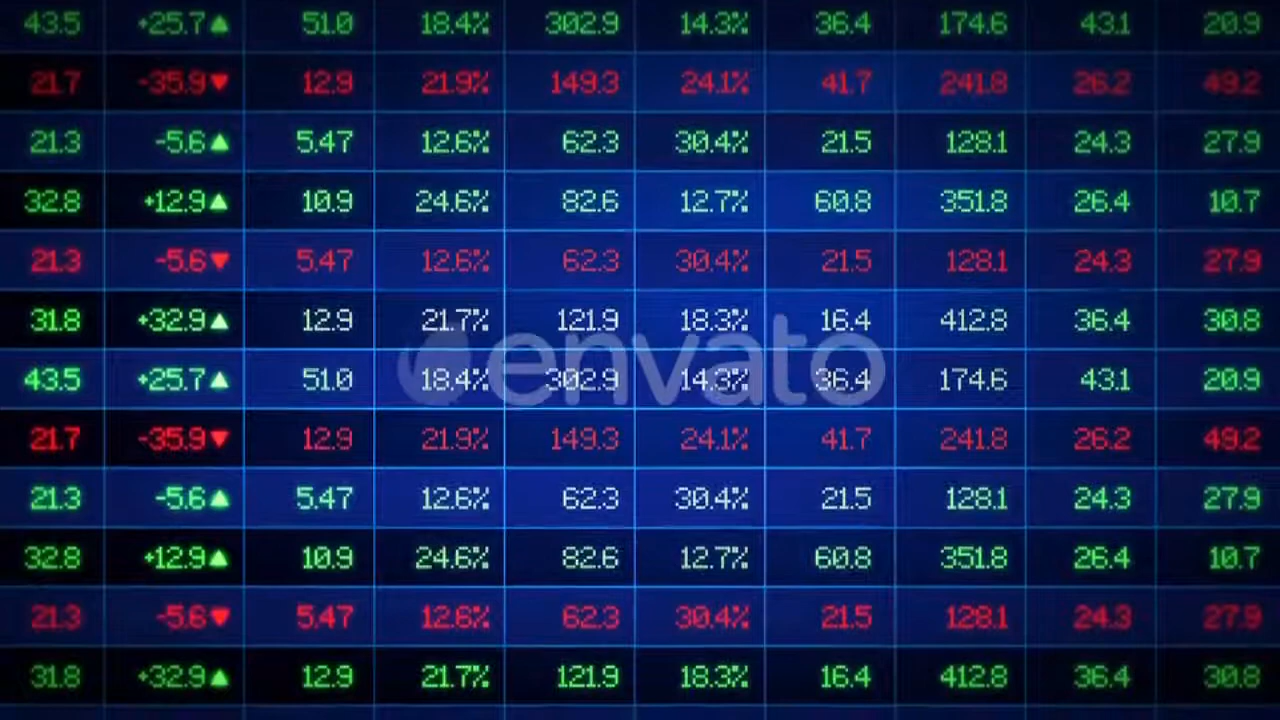 43.5 +25.7▲ 51.0 18.4% 302.9 14.3% 36.4 174.6 43.1 20.9
21.7 -35.9▼ 12.9 21.9% 149.3 24.1% 41.7 241.8 26.2 49.2
21.3 -5.6▲ 5.47 12.6% 62.3 30.4% 21.5 128.1 24.3 27.9
32.8 +12.9▲ 10.9 24.6% 82.6 12.7% 60.8 351.8 26.4 10.7
21.3 -5.6▼ 5.47 12.6% 62.3 30.4% 21.5 128.1 24.3 27.9
31.8 +32.9▲ 12.9 21.7% 121.9 18.3% 16.4 412.8 36.4 30.8
envato
43.5 +25.7▲ 51.0 18.4% 302.9 14.3% 36.4 174.6 43.1 20.9
21.7 -35.9▼ 12.9 21.9% 149.3 24.1% 41.7 241.8 26.2 49.2
21.3 -5.6▲ 5.47 12.6% 62.3 30.4% 21.5 128.1 24.3 27.9
32.8 +12.9▲ 10.9 24.6% 82.6 12.7% 60.8 351.8 26.4 10.7
21.3 -5.6▼ 5.47 12.6% 62.3 30.4% 21.5 128.1 24.3 27.9
31.8 +32.9▲ 12.9 21.7% 121.9 18.3% 16.4 412.8 36.4 30.8